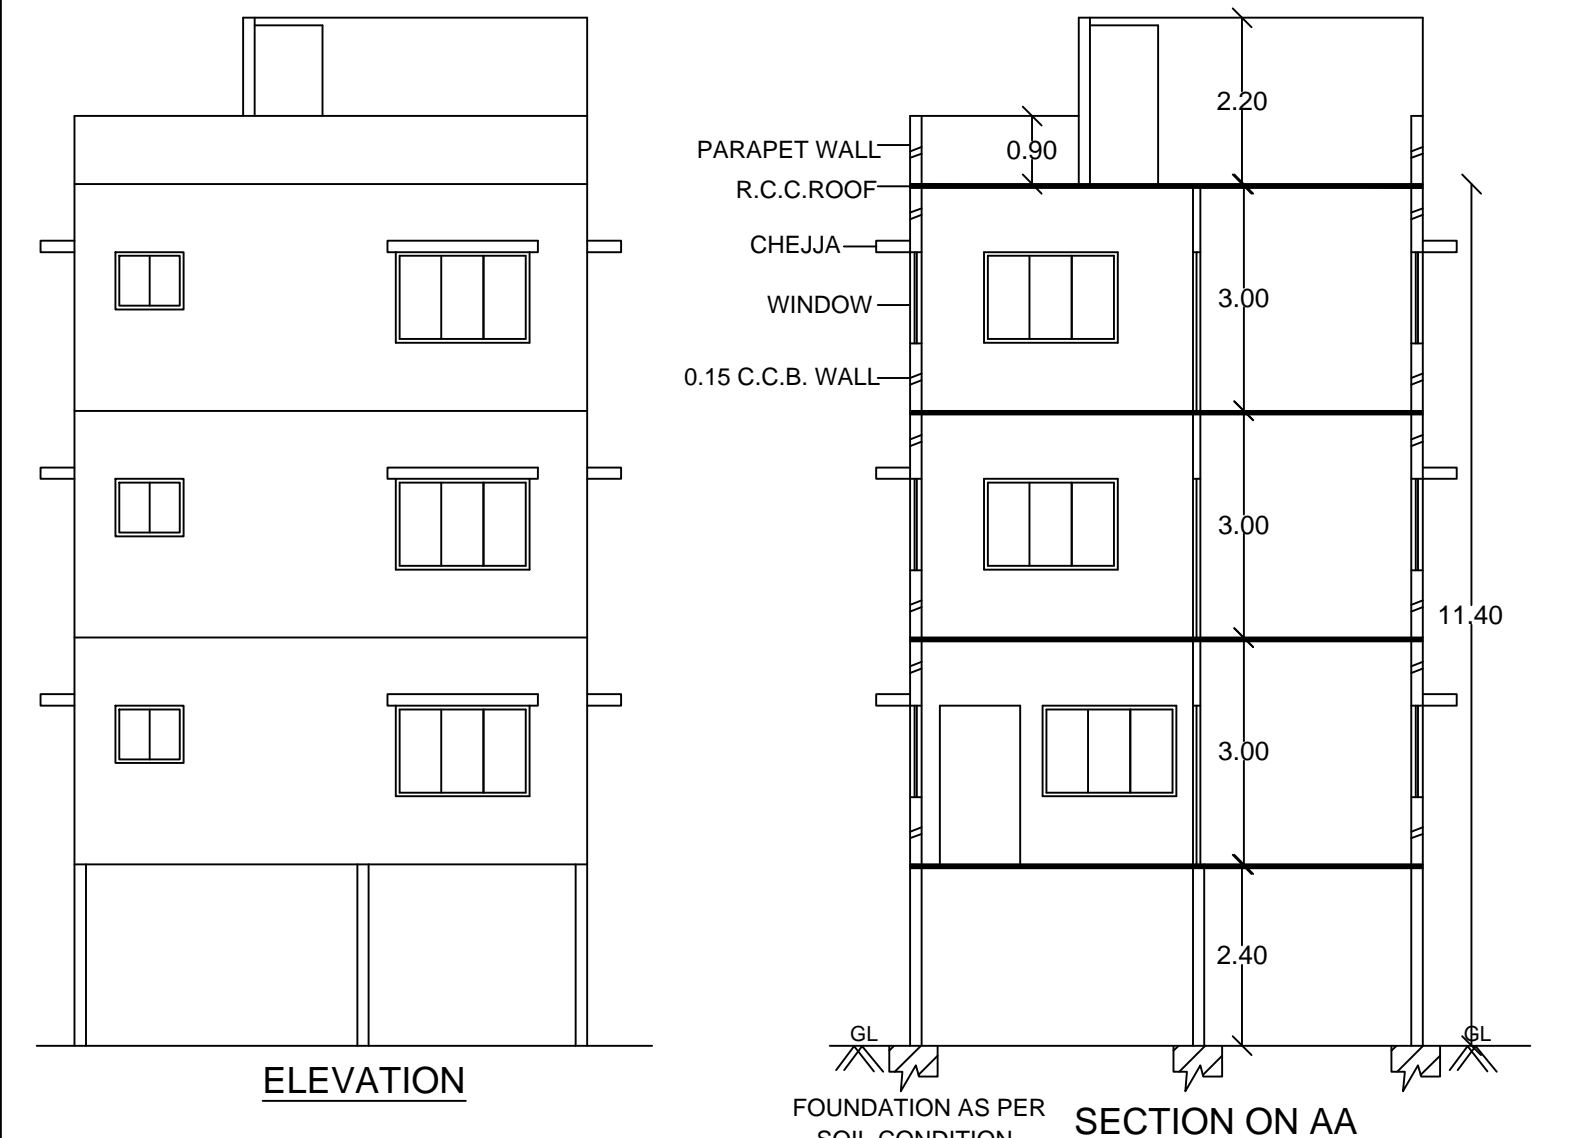 2.20
PARAPET WALL
0.90
R.C.C.ROOF
CHEJJA
WINDOW
3.00
0.15 C.C.B. WALL
3.00
11.40
3.00
2.40
GL
GL
ELEVATION
FOUNDATION AS PER
SOIL CONDITION
SECTION ON AA